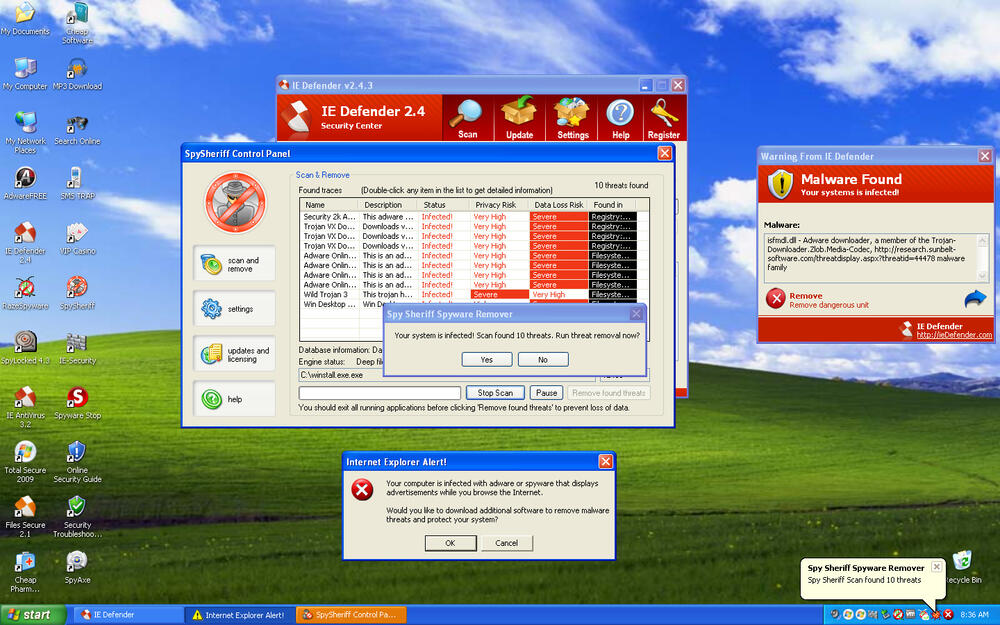 My Documents
Cheap
Software
My Computer
MP3 Download
My Network
Places
Search Online
AdwareFREE
SMS TRAP
IE Defender
2.4
VIP Casino
RazeSpyware
SpySheriff
SpyLocked 4.3
IE-Security
IE AntiVirus
3.2
Spyware Stop
Total Secure
2009
Online
Security Guide
Files Secure
2.1
Security
Troubleshoo...
Cheap
Pharm...
SpyAxe
IE Defender v2.4.3
IE Defender 2.4
Security Center
Scan
Update
Settings
Help
Register
SpySheriff Control Panel
scan and
remove
settings
updates and
licensing
help
Scan & Remove
Found traces
(Double-click any item in the list to get detailed information)
10 threats found
Name Description Status Privacy Risk Data Loss Risk Found in
Security 2k A... This adware ... Infected! Very High Severe Registry:...
Trojan VX Do... Downloads v... Infected! Very High Severe Registry:...
Trojan VX Do... Downloads v... Infected! Very High Severe Registry:...
Trojan VX Do... Downloads v... Infected! Very High Severe Registry:...
Adware Onlin... This is an ad... Infected! Very High Severe Filesyste...
Adware Onlin... This is an ad... Infected! Very High Severe Filesyste...
Adware Onlin... This is an ad... Infected! Very High Severe Filesyste...
Adware Onlin... This is an ad... Infected! Very High Severe Filesyste...
Wild Trojan 3 This trojan h... Infected! Severe Very High Filesyste...
Win Desktop ...
Database information: Da
Engine status: Deep fil
C:\winstall.exe.exe
Stop Scan
Pause
Remove found threats
You should exit all running applications before clicking 'Remove found threats' to prevent loss of data.
Spy Sheriff Spyware Remover
Your system is infected! Scan found 10 threats. Run threat removal now?
Yes
No
Warning From IE Defender
Malware Found
Your systems is infected!
Malware:
isfmd.dll - Adware downloader, a member of the Trojan-
Downloader.Zlob.Media-Codec, http://research.sunbelt-
software.com/threatdisplay.aspx?threatid=44478 malware
family
Remove
Remove dangerous unit
IE Defender
http://ieDefender.com
Internet Explorer Alert!
Your computer is infected with adware or spyware that displays
advertisements while you browse the Internet.
Would you like to download additional software to remove malware
threats and protect your system?
OK
Cancel
Spy Sheriff Spyware Remover
Spy Sheriff Scan found 10 threats
ecycle Bin
start
IE Defender
Internet Explorer Alert!
SpySheriff Control Pa...
8:36 AM